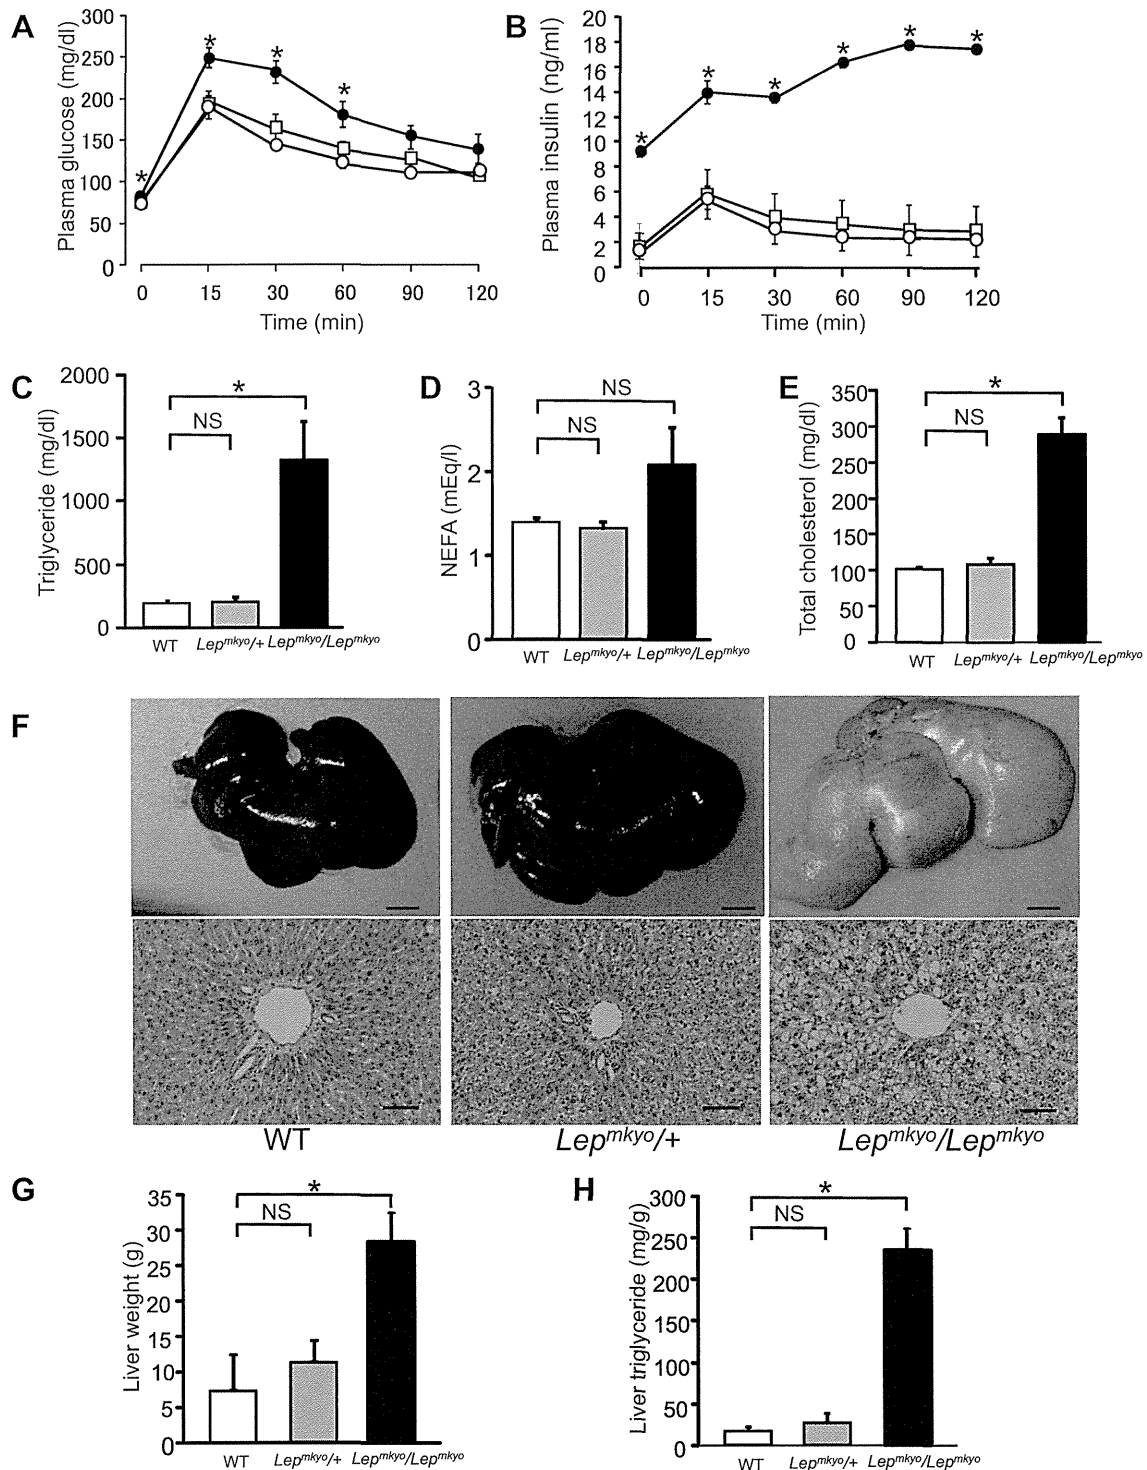 A
Plasma glucose (mg/dl)
300
250
200
150
100
50
0
*
*
*
*
0 15 30 60 90 120
Time (min)
B
Plasma insulin (ng/ml)
20
18
16
14
12
10
8
6
4
2
0
*
*
*
*
*
*
0 15 30 60 90 120
Time (min)
C
Triglyceride (mg/dl)
2000
1500
1000
500
0
*
NS
WT Lepmkyo/+ Lepmkyo/Lepmkyo
D
NEFA (mEq/l)
3
2
1
0
NS
NS
WT Lepmkyo/+ Lepmkyo/Lepmkyo
E
Total cholesterol (mg/dl)
350
300
250
200
150
100
50
0
*
NS
WT Lepmkyo/+ Lepmkyo/Lepmkyo
F
WT Lepmkyo/+ Lepmkyo/Lepmkyo
G
Liver weight (g)
35
30
25
20
15
10
5
0
*
NS
WT Lepmkyo/+ Lepmkyo/Lepmkyo
H
Liver triglyceride (mg/g)
300
250
200
150
100
50
0
*
NS
WT Lepmkyo/+ Lepmkyo/Lepmkyo